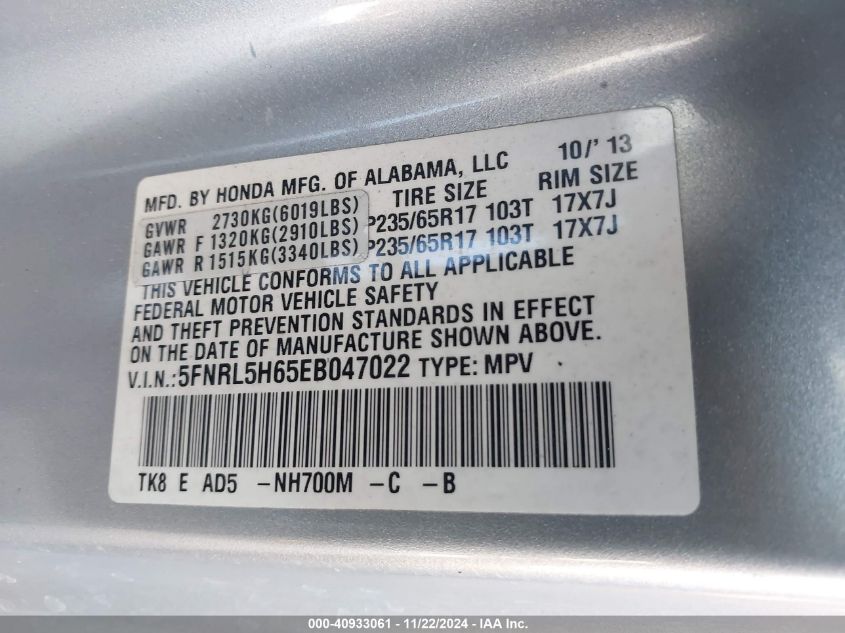 MFD. BY HONDA MFG. OF ALABAMA, LLC 10/'13
TIRE SIZE RIM SIZE
GVWR 2730KG(6019LBS)
GAWR F 1320KG(2910LBS) P235/65R17 103T 17X7J
GAWR R 1515KG(3340LBS) P235/65R17 103T 17X7J
THIS VEHICLE CONFORMS TO ALL APPLICABLE
FEDERAL MOTOR VEHICLE SAFETY
AND THEFT PREVENTION STANDARDS IN EFFECT
ON THE DATE OF MANUFACTURE SHOWN ABOVE.
V.I.N.:5FNRL5H65EB047022 TYPE: MPV
TK8 E AD5 -NH700M -C -B
000-40933061 - 11/22/2024 - IAA Inc.